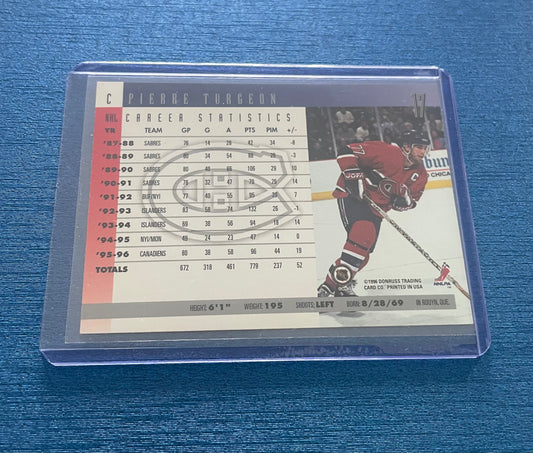 C PIERRE TURGEON
17
NHL CAREER STATISTICS
YR TEAM GP G A PTS PIM +/-
'87-88 SABRES 76 14 28 42 34 -8
'88-89 SABRES 80 34 54 88 26
'89-90 SABRES 80 40 66 106 29 10
'90-91 SABRES 78 32 47 79 26 14
'91-92 BUF/NYI 77 40 55 95 20 7
'92-93 ISLANDERS 83 58 74 132 26 -1
'93-94 ISLANDERS 69 38 56 94 18 14
'94-95 NYI/MON 49 24 23 47 14 0
'95-96 CANADIENS 80 38 58 96 44 19
TOTALS 672 318 461 779 237 52
©1996 DONRUSS TRADING
CARD CO. PRINTED IN USA
NHLPA
HEIGHT: 6'1" WEIGHT: 195 SHOOTS: LEFT BORN: 8/28/69 IN ROUYN, QUE.